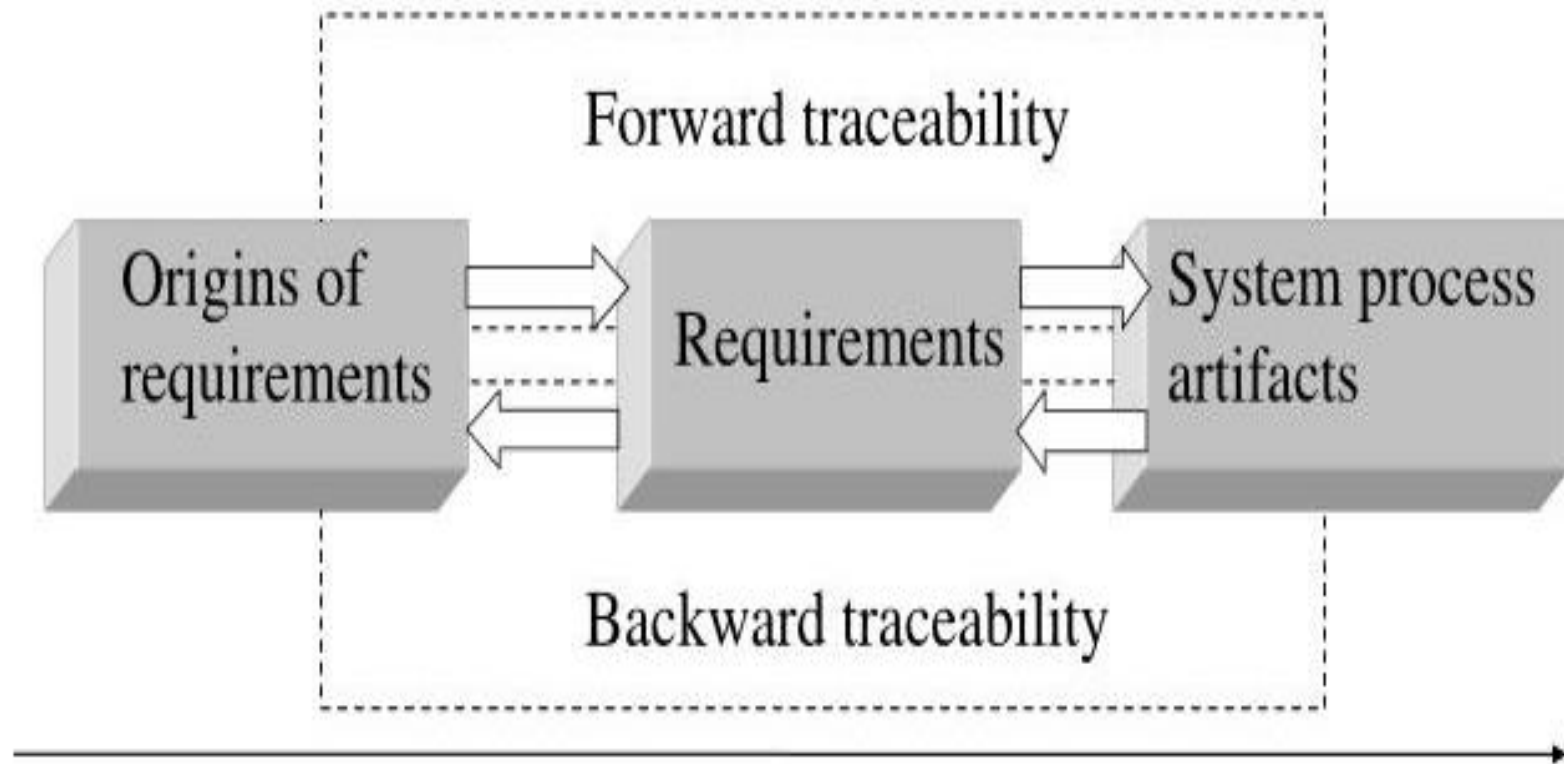 Forward traceability
Origins of
requirements
Requirements
System process
artifacts
Backward traceability